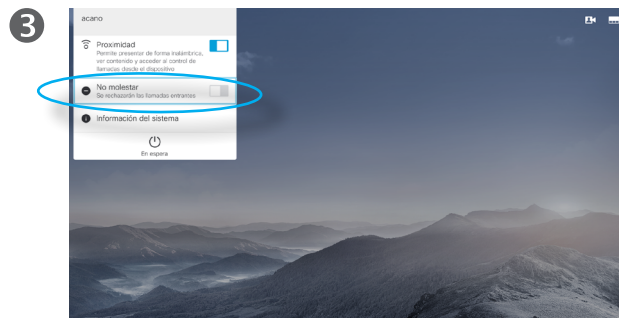 3
acano
Proximidad
Permite presentar de forma inalámbrica,
ver contenido y acceder al control de
llamadas desde el dispositivo
No molestar
Se rechazarán las llamadas entrantes
Información del sistema
En espera